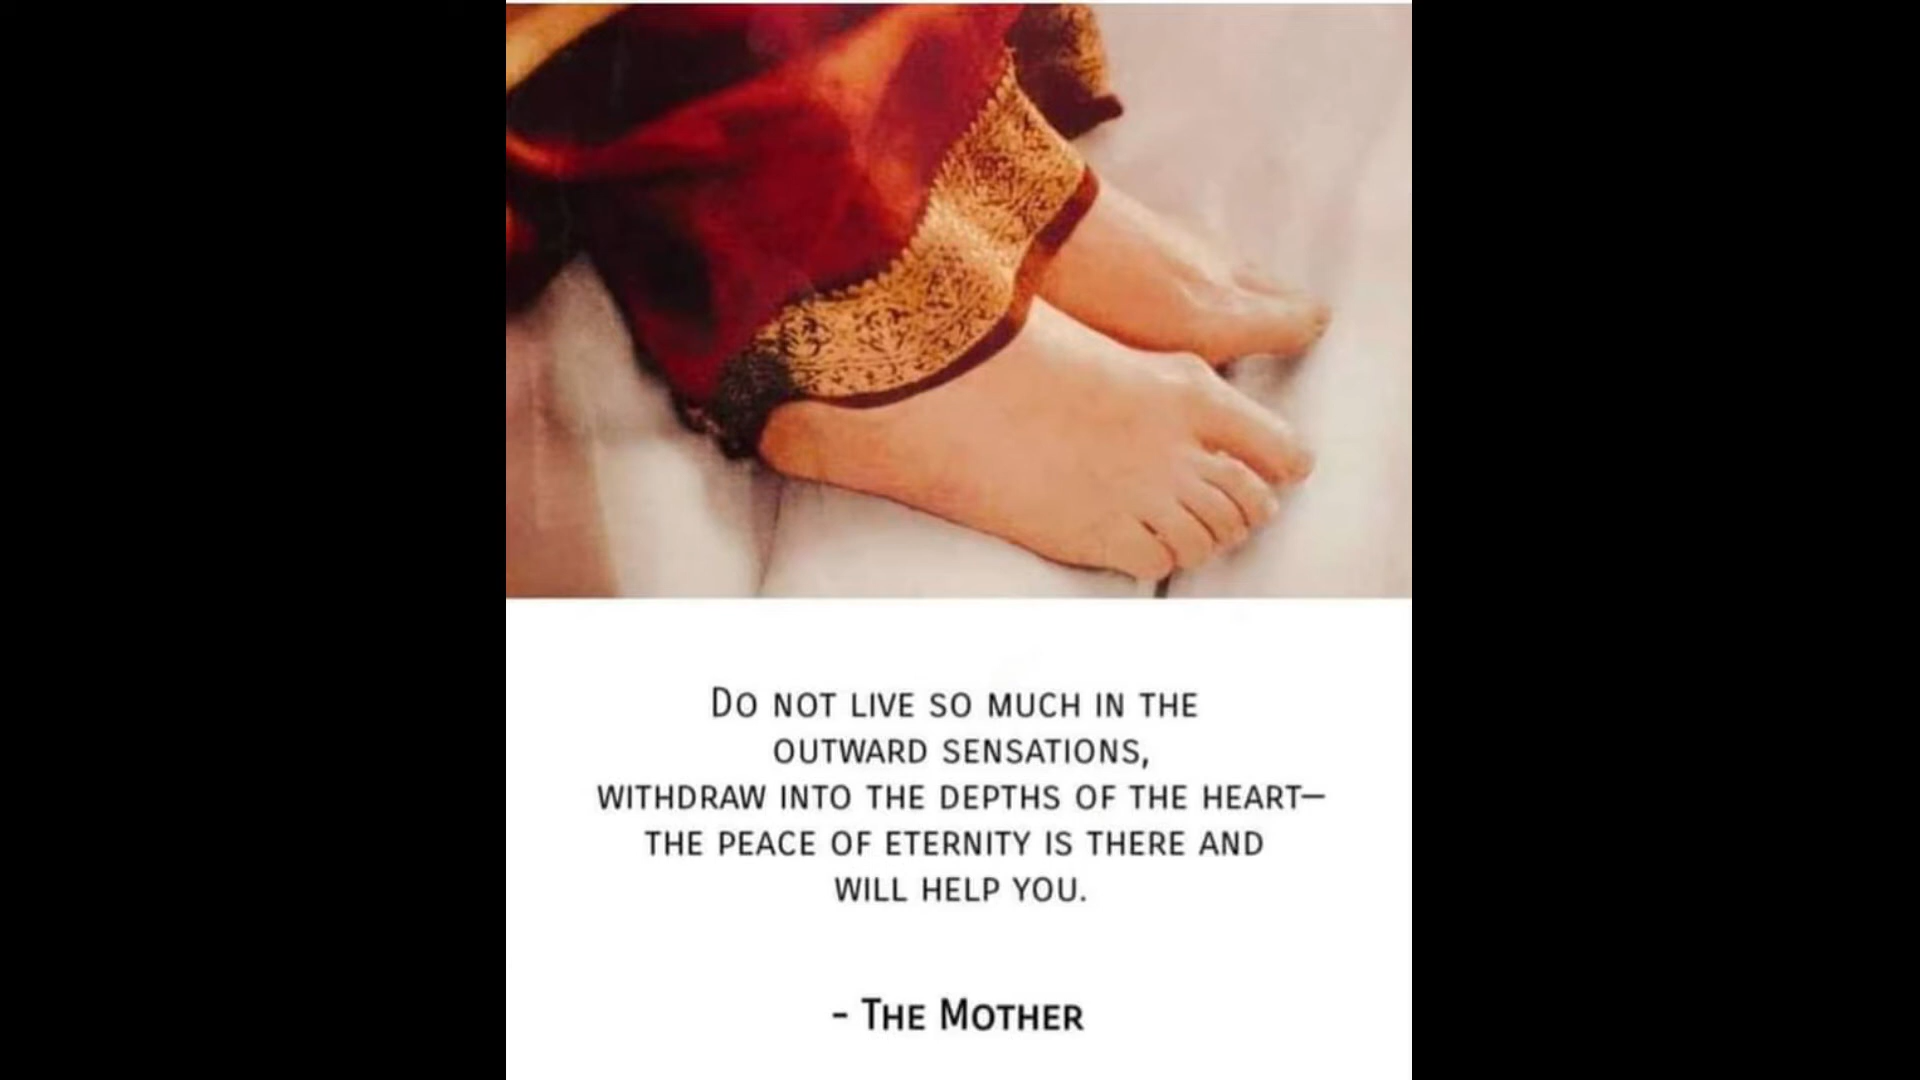 Do not live so much in the
outward sensations,
withdraw into the depths of the heart—
the peace of eternity is there and
will help you.
- The Mother